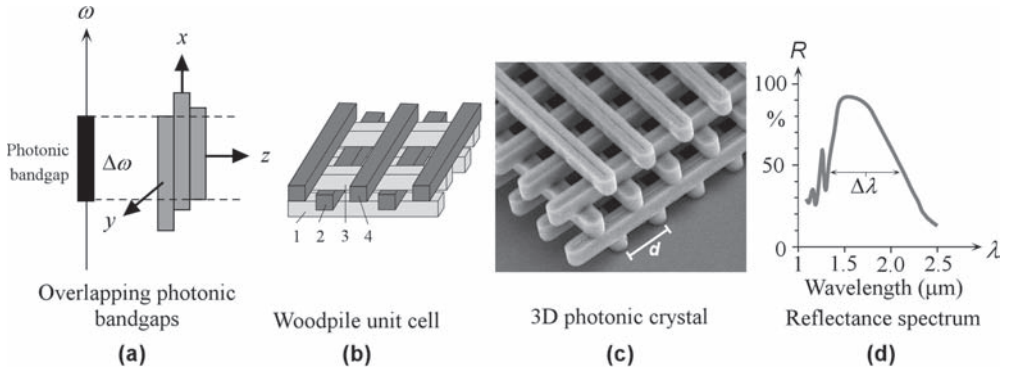 ω
x
Photonic
bandgap
Δω
z
y
Overlapping photonic
bandgaps
(a)
1 2 3 4
Woodpile unit cell
(b)
d
3D photonic crystal
(c)
R
100
%
50
Δλ
0
λ
1 1.5 2.0 2.5
Wavelength (μm)
Reflectance spectrum
(d)